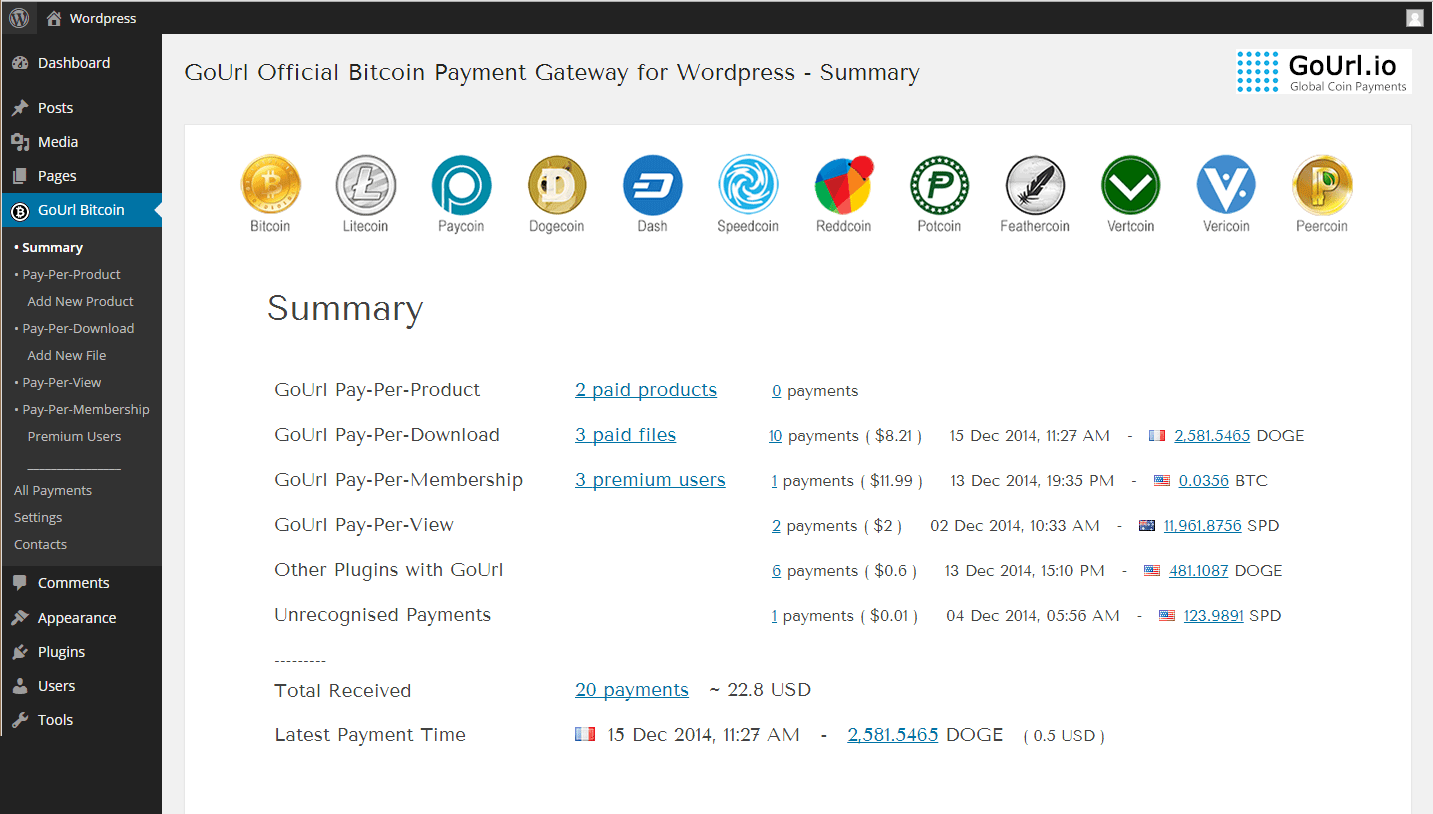 Wordpress
Dashboard
Posts
Media
Pages
GoUrl Bitcoin
• Summary
• Pay-Per-Product
Add New Product
• Pay-Per-Download
Add New File
• Pay-Per-View
• Pay-Per-Membership
Premium Users
All Payments
Settings
Contacts
Comments
Appearance
Plugins
Users
Tools
GoUrl Official Bitcoin Payment Gateway for Wordpress - Summary
GoUrl.io
Global Coin Payments
Bitcoin Litecoin Paycoin Dogecoin Dash Speedcoin Reddcoin Potcoin Feathercoin Vertcoin Vericoin Peercoin
Summary
GoUrl Pay-Per-Product 2 paid products 0 payments
GoUrl Pay-Per-Download 3 paid files 10 payments ( $8.21 ) 15 Dec 2014, 11:27 AM - 2,581.5465 DOGE
GoUrl Pay-Per-Membership 3 premium users 1 payments ( $11.99 ) 13 Dec 2014, 19:35 PM - 0.0356 BTC
GoUrl Pay-Per-View 2 payments ( $2 ) 02 Dec 2014, 10:33 AM - 11,961.8756 SPD
Other Plugins with GoUrl 6 payments ( $0.6 ) 13 Dec 2014, 15:10 PM - 481.1087 DOGE
Unrecognised Payments 1 payments ( $0.01 ) 04 Dec 2014, 05:56 AM - 123.9891 SPD
---------
Total Received 20 payments ~ 22.8 USD
Latest Payment Time 15 Dec 2014, 11:27 AM - 2,581.5465 DOGE ( 0.5 USD )